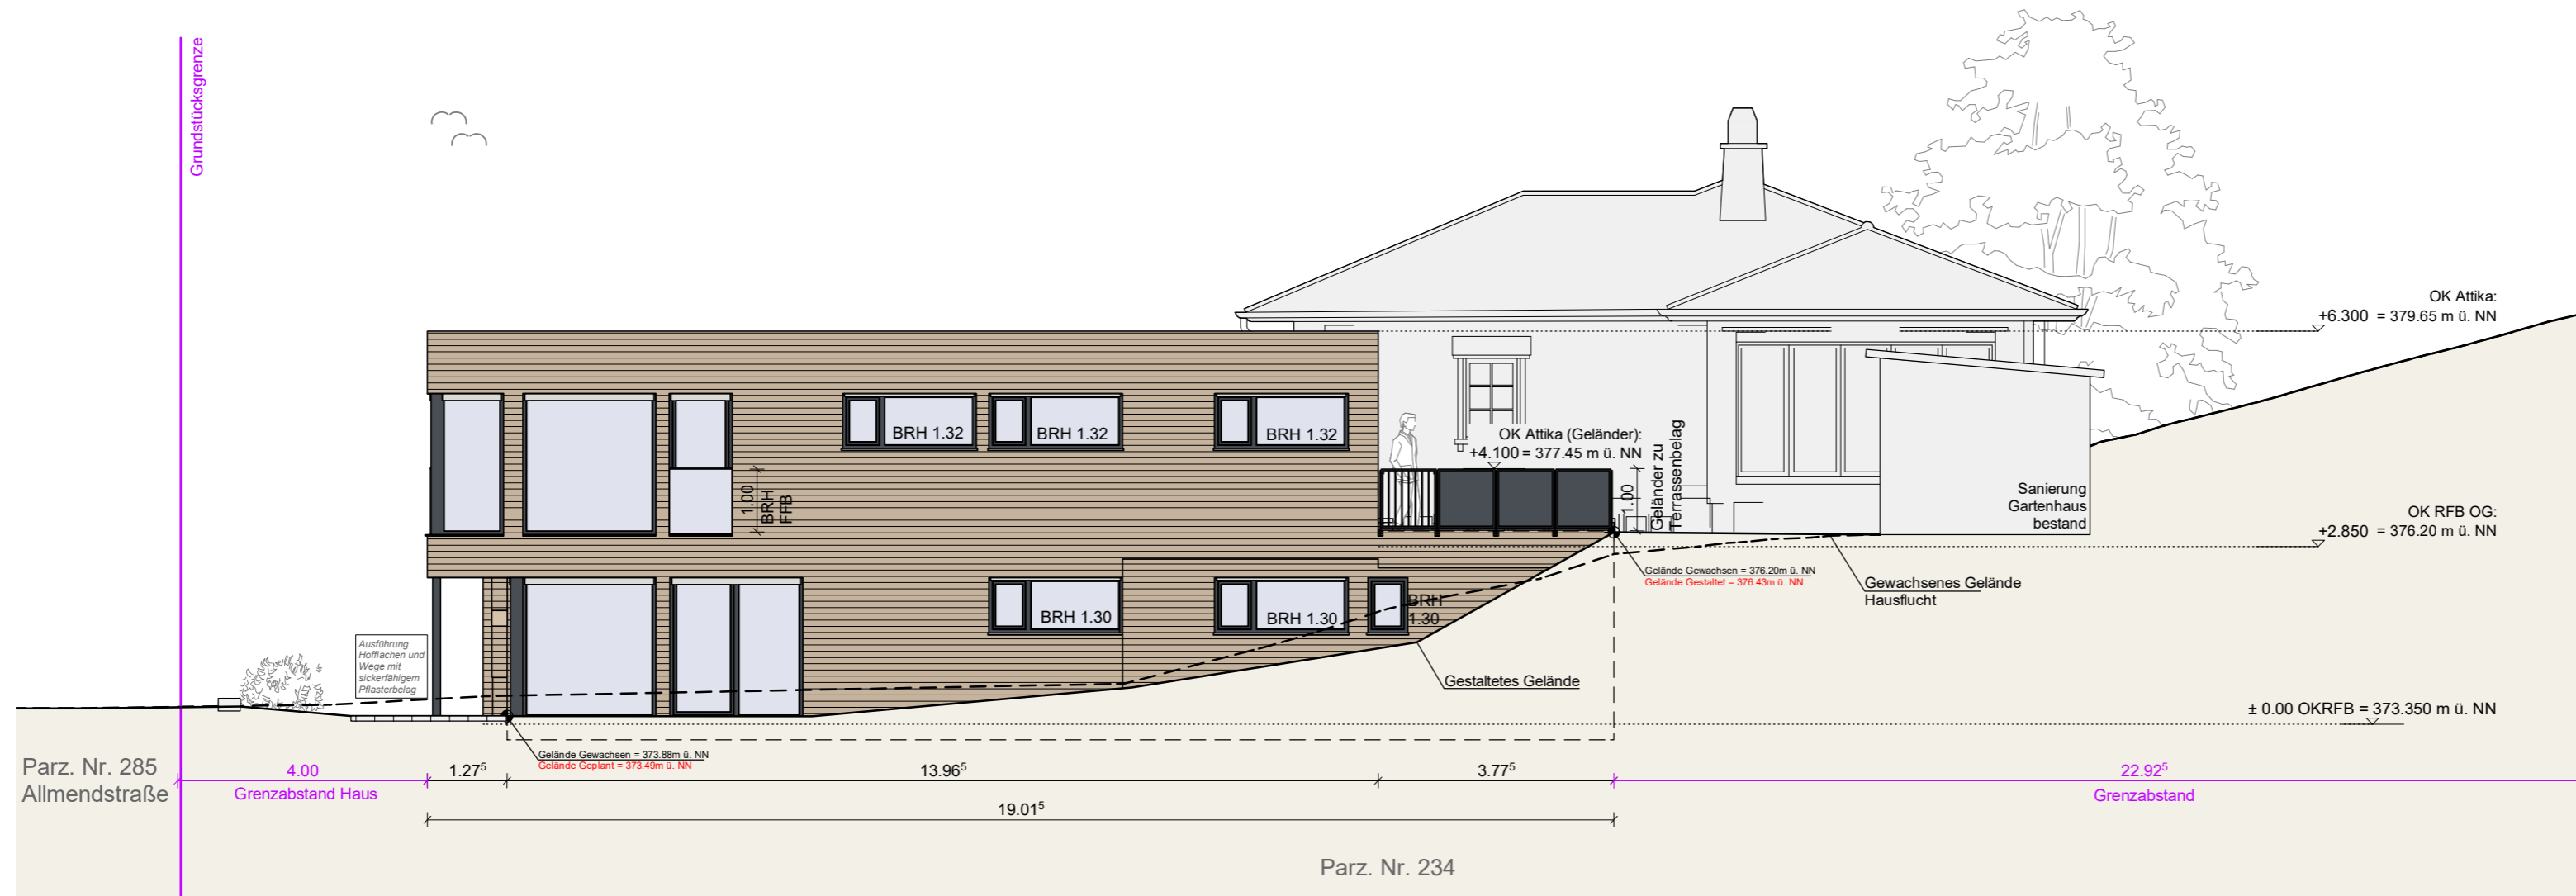 Grundstücksgrenze
OK Attika:
+6.300 = 379.65 m ü. NN
BRH 1.32
BRH 1.32
BRH 1.32
OK Attika (Geländer):
+4.100 = 377.45 m ü. NN
1.00
BRH
FFB
1.00
Geländer zu
Terrassenbelag
Sanierung
Gartenhaus
bestand
OK RFB OG:
+2.850 = 376.20 m ü. NN
Gelände Gewachsen = 376.20m ü. NN
Gelände Gestaltet = 376.43m ü. NN
Gewachsenes Gelände
Hausflucht
BRH 1.30
BRH 1.30
BRH
1.30
Ausführung
Hofflächen und
Wege mit
sickerfähigem
Pflasterbelag
Gestaltetes Gelände
± 0.00 OKRFB = 373.350 m ü. NN
Gelände Gewachsen = 373.88m ü. NN
Gelände Geplant = 373.49m ü. NN
Parz. Nr. 285
Allmendstraße
4.00
Grenzabstand Haus
1.27⁵
13.96⁵
3.77⁵
22.92⁵
Grenzabstand
19.01⁵
Parz. Nr. 234